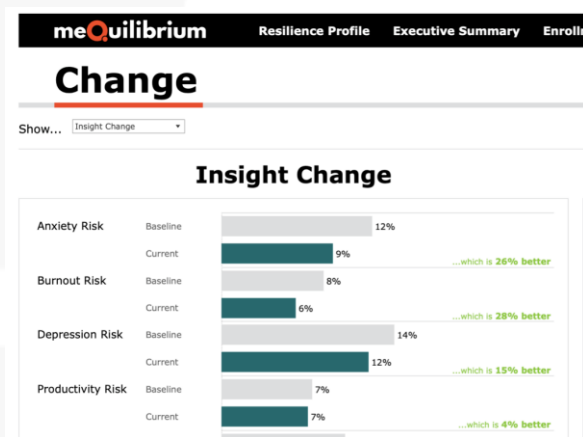 meQuilibrium Resilience Profile Executive Summary
Change
Show... Insight Change
Insight Change
Anxiety Risk Baseline 12%
Current 9%
...which is 26% better
Burnout Risk Baseline 8%
Current 6%
...which is 28% better
Depression Risk Baseline 14%
Current 12%
...which is 15% better
Productivity Risk Baseline 7%
Current 7%
...which is 4% better